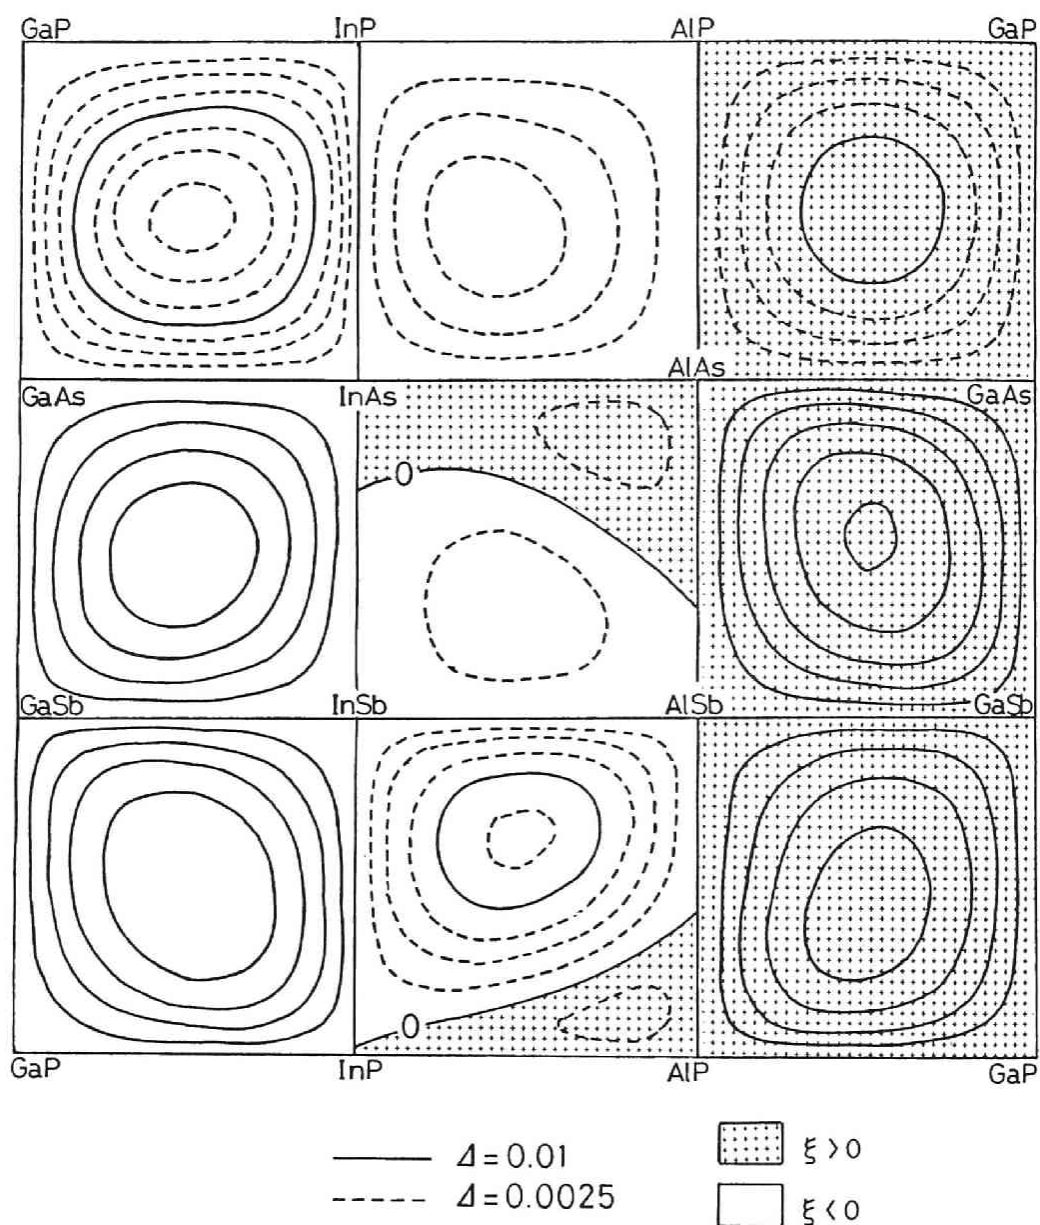 GaP InP AlP GaP
AlAs
GaAs InAs GaAs
0
GaSb InSb AlSb GaSb
0
GaP InP AlP GaP
Δ=0.01 ξ>0
Δ=0.0025 ξ<0